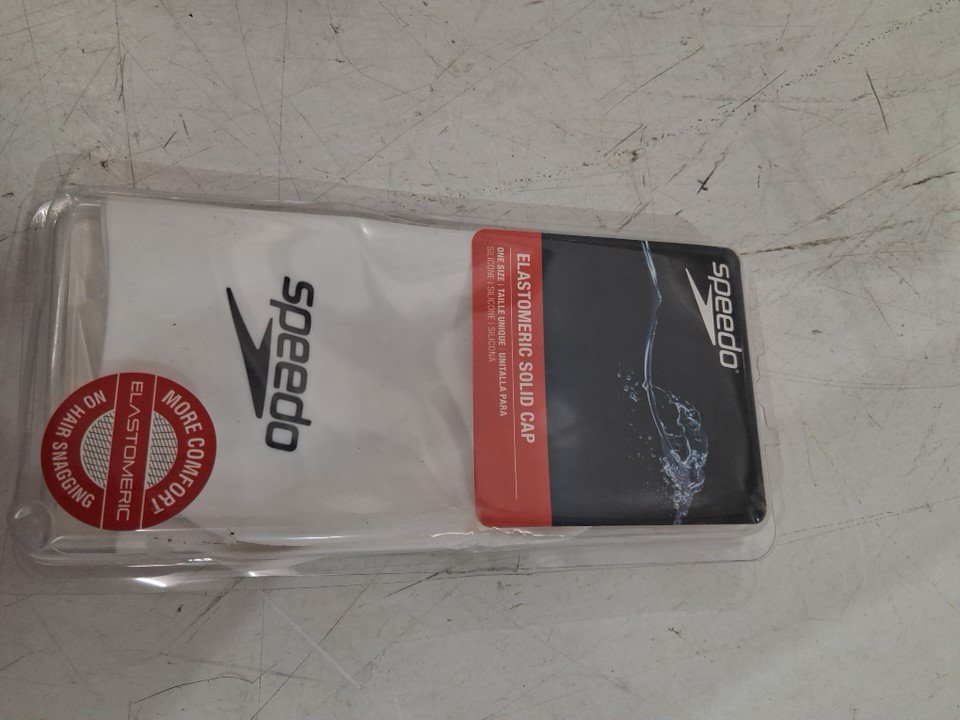 speedo
ELASTOMERIC SOLID CAP
ONE SIZE | TAILLE UNIQUE | UNITALLA PARA
SILICONE | SILICONE | SILICONA
speedo
MORE COMFORT
ELASTOMERIC
NO HAIR SNAGGING